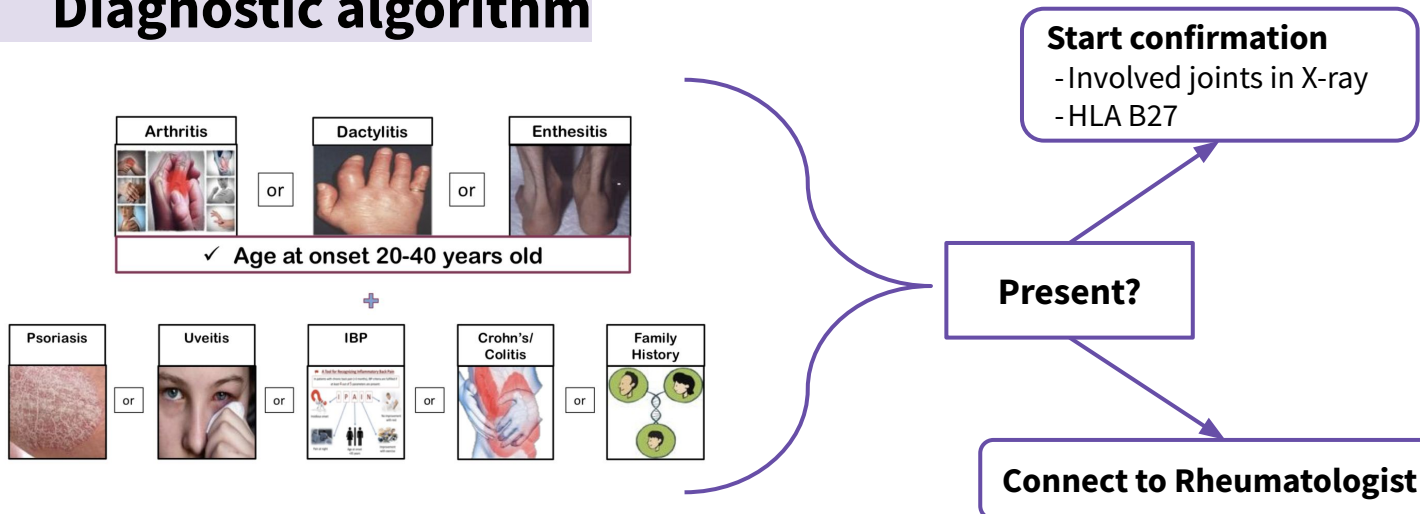 Diagnostic algorithm
Start confirmation
-Involved joints in X-ray
-HLA B27
Arthritis
Dactylitis
Enthesitis
or
or
✓ Age at onset 20-40 years old
+
Present?
Psoriasis
Uveitis
IBP
Crohn's/
Colitis
Family
History
or
or
or
or
I P A I N
Connect to Rheumatologist